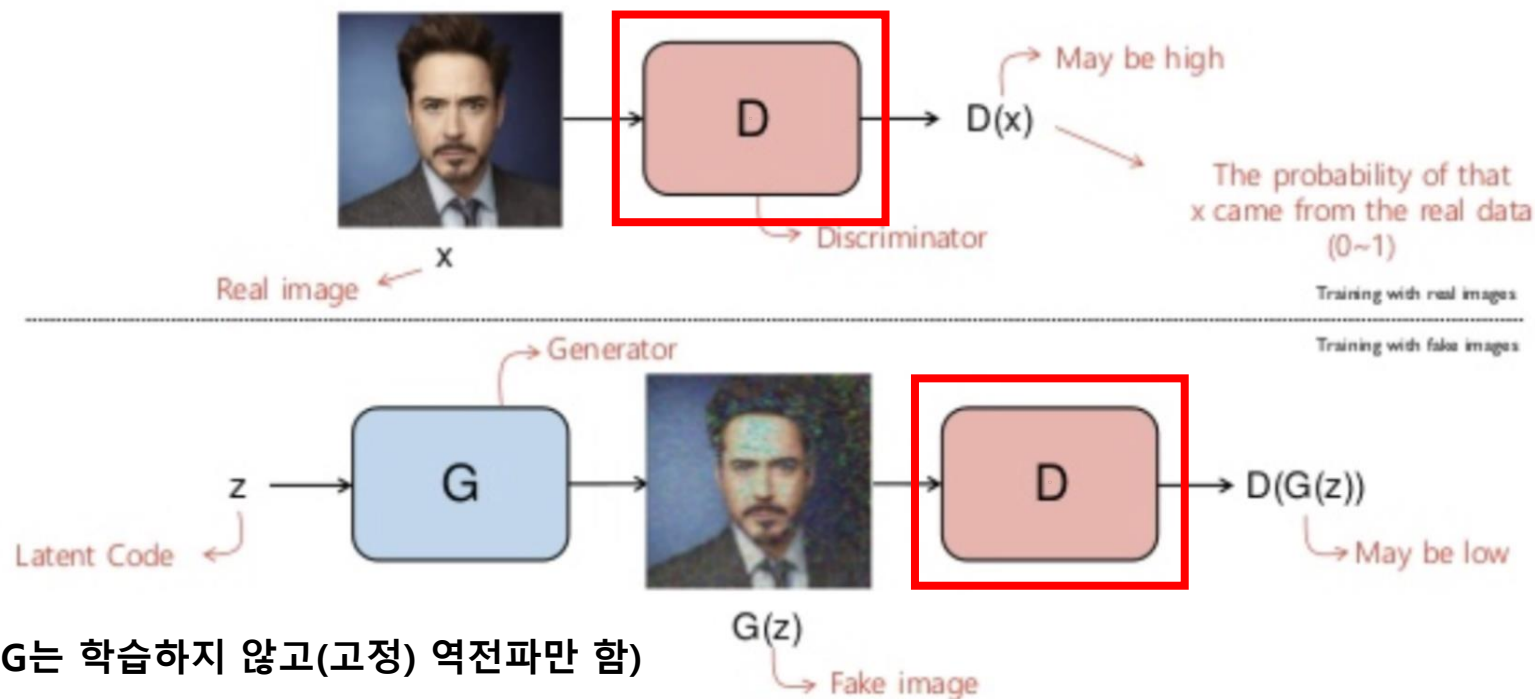 May be high
D
D(x)
The probability of that
x came from the real data
(0~1)
Discriminator
x
Real image
Training with real images
Training with fake images
Generator
z
G
D
D(G(z))
Latent Code
May be low
G(z)
G는 학습하지 않고(고정) 역전파만 함)
Fake image